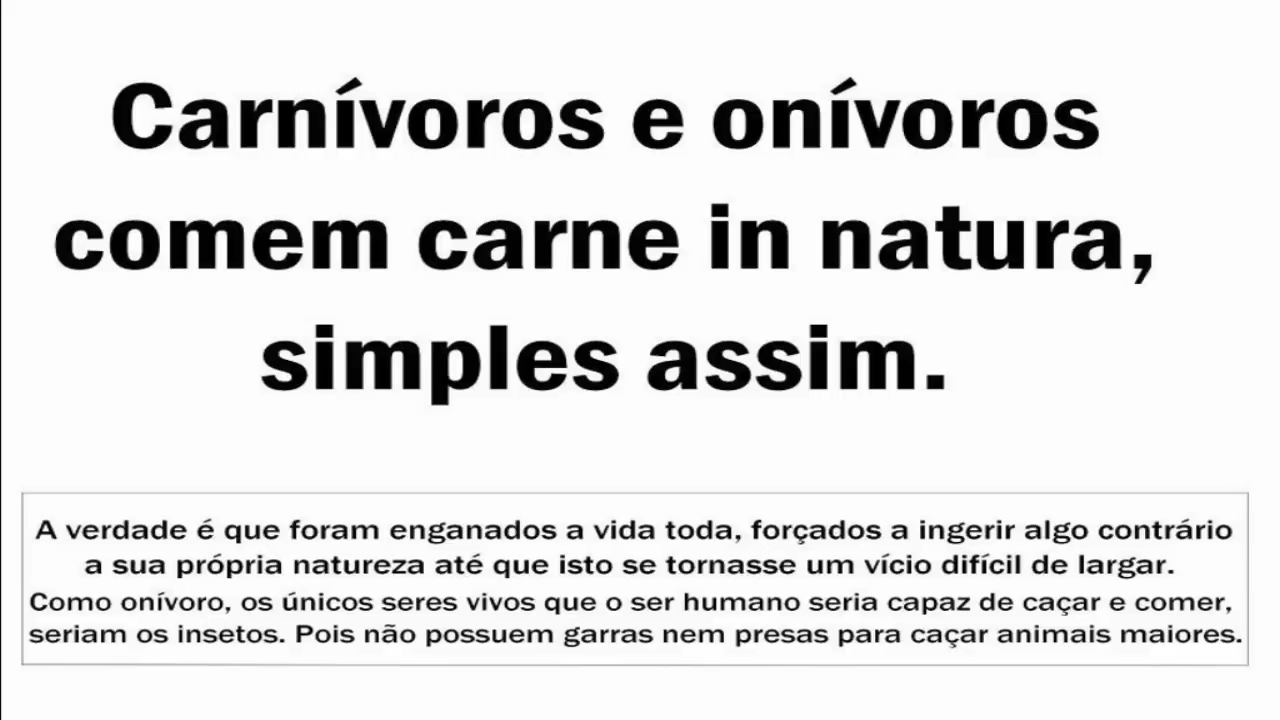 Carnívoros e onívoros
comem carne in natura,
simples assim.
A verdade é que foram enganados a vida toda, forçados a ingerir algo contrário
a sua própria natureza até que isto se tornasse um vício difícil de largar.
Como onívoro, os únicos seres vivos que o ser humano seria capaz de caçar e comer,
seriam os insetos. Pois não possuem garras nem presas para caçar animais maiores.